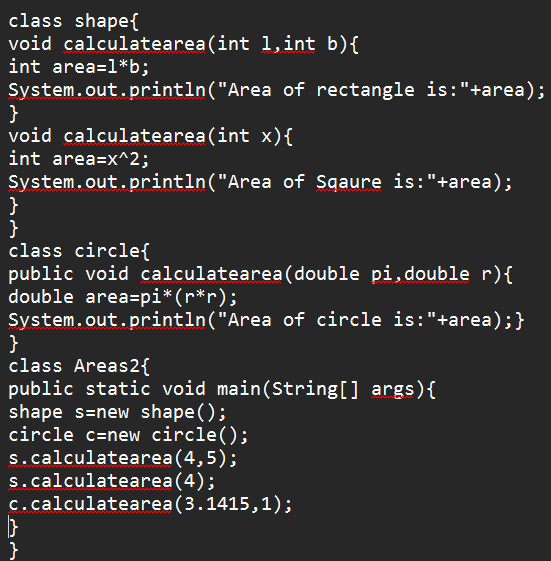 class shape{
void calculatearea(int l,int b){
int area=l*b;
System.out.println("Area of rectangle is:"+area);
}
void calculatearea(int x){
int area=x^2;
System.out.println("Area of Sqaure is:"+area);
}
}
class circle{
public void calculatearea(double pi,double r){
double area=pi*(r*r);
System.out.println("Area of circle is:"+area);}
}
class Areas2{
public static void main(String[] args){
shape s=new shape();
circle c=new circle();
s.calculatearea(4,5);
s.calculatearea(4);
c.calculatearea(3.1415,1);
}
}